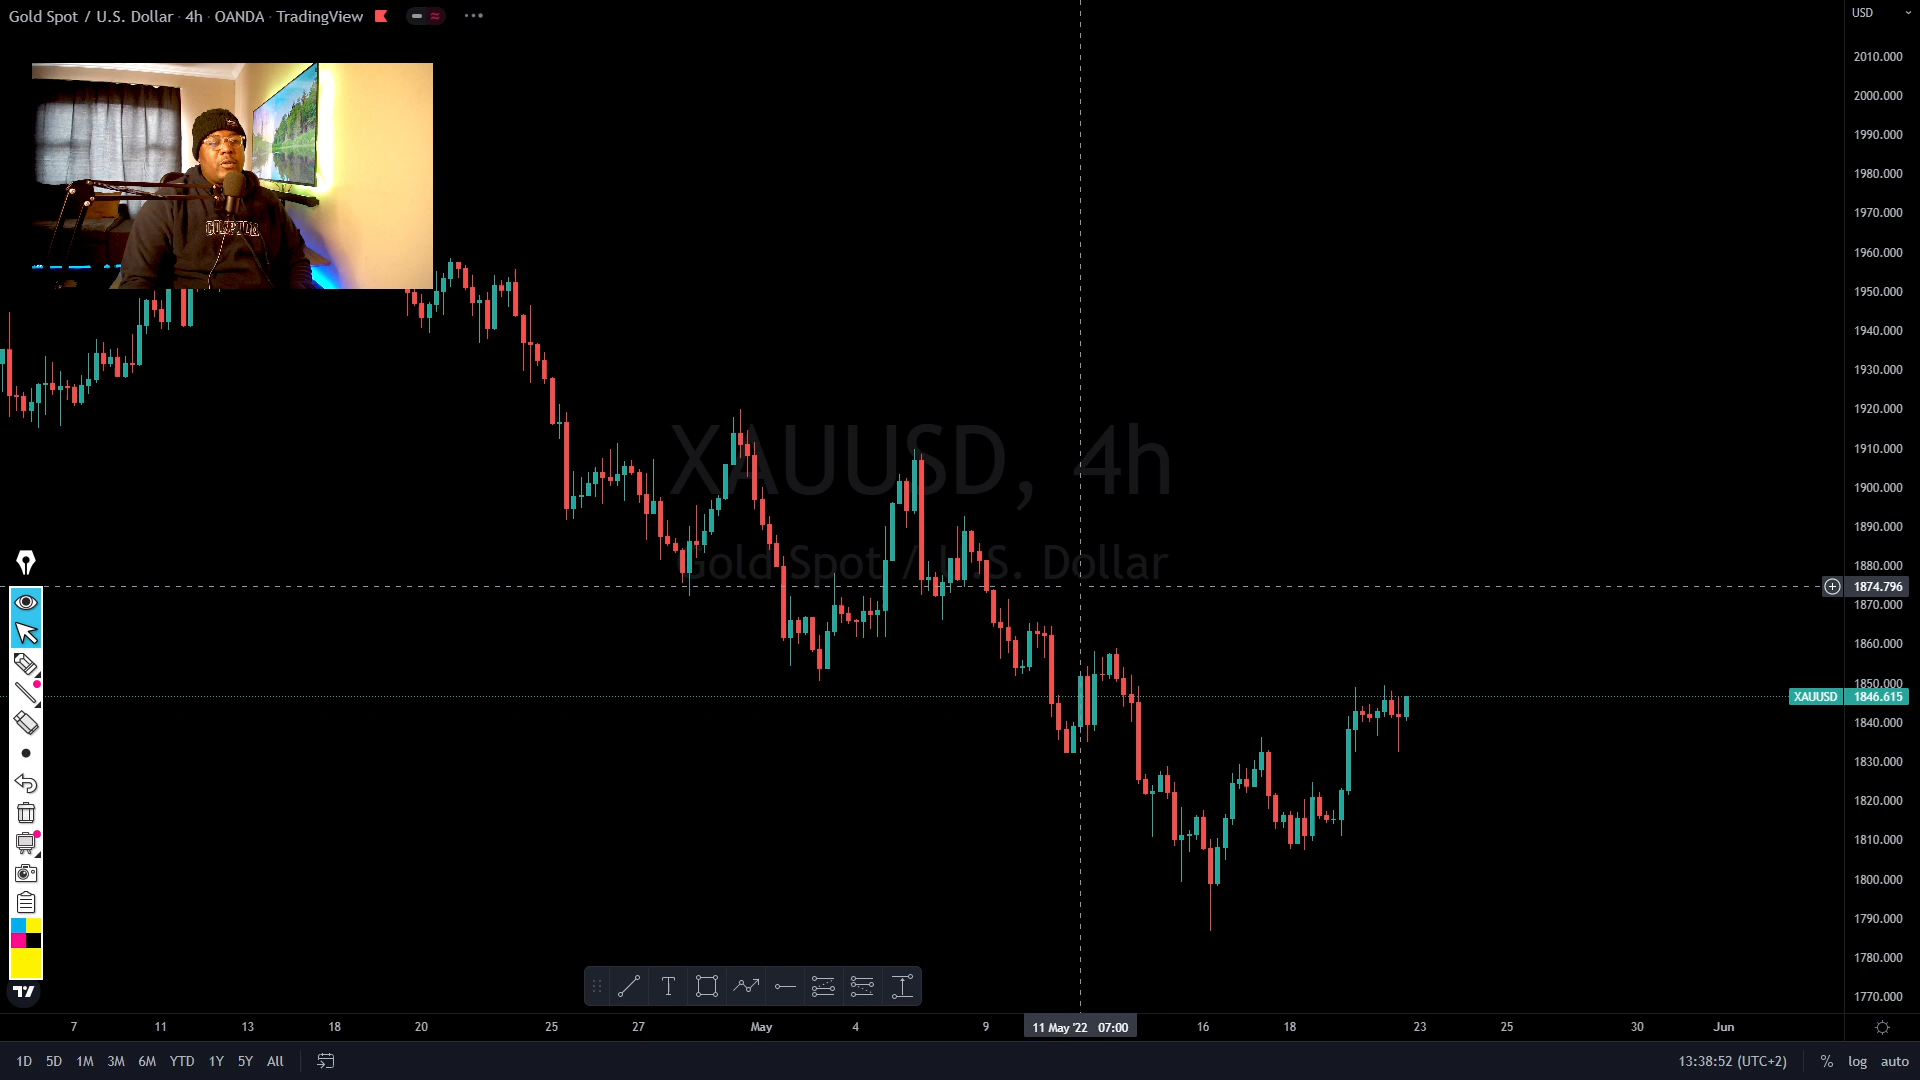 Gold Spot / U.S. Dollar · 4h · OANDA · TradingView
USD
2010.000
2000.000
1990.000
1980.000
1970.000
1960.000
1950.000
1940.000
1930.000
1920.000
1910.000
1900.000
1890.000
1880.000
1874.796
1870.000
1860.000
1850.000
XAUUSD 1846.615
1840.000
1830.000
1820.000
1810.000
1800.000
1790.000
1780.000
1770.000
COMPTON
XAUUSD, 4h
Gold Spot / U.S. Dollar
7 11 13 18 20 25 27 May 4 9 11 May '22 07:00 16 18 23 25 30 Jun
1D 5D 1M 3M 6M YTD 1Y 5Y All
13:38:52 (UTC+2) % log auto